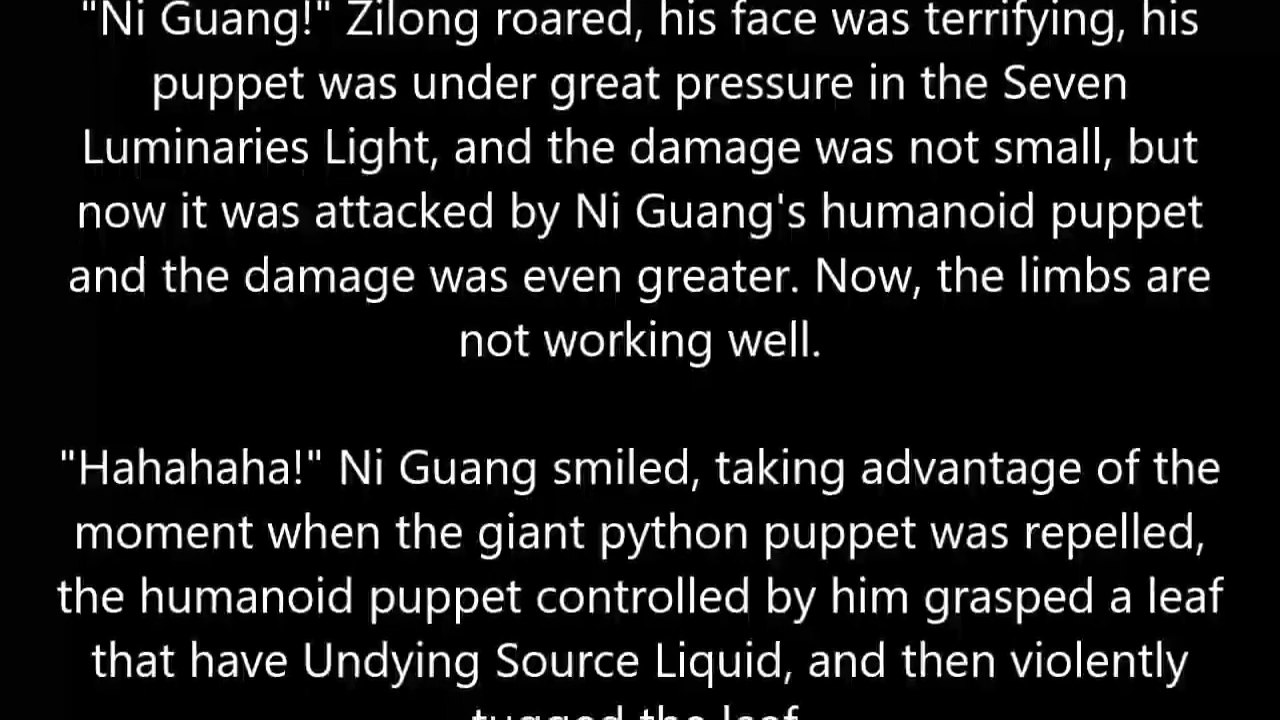 "Ni Guang!" Zilong roared, his face was terrifying, his
puppet was under great pressure in the Seven
Luminaries Light, and the damage was not small, but
now it was attacked by Ni Guang's humanoid puppet
and the damage was even greater. Now, the limbs are
not working well.
"Hahahaha!" Ni Guang smiled, taking advantage of the
moment when the giant python puppet was repelled,
the humanoid puppet controlled by him grasped a leaf
that have Undying Source Liquid, and then violently
tugged the leaf